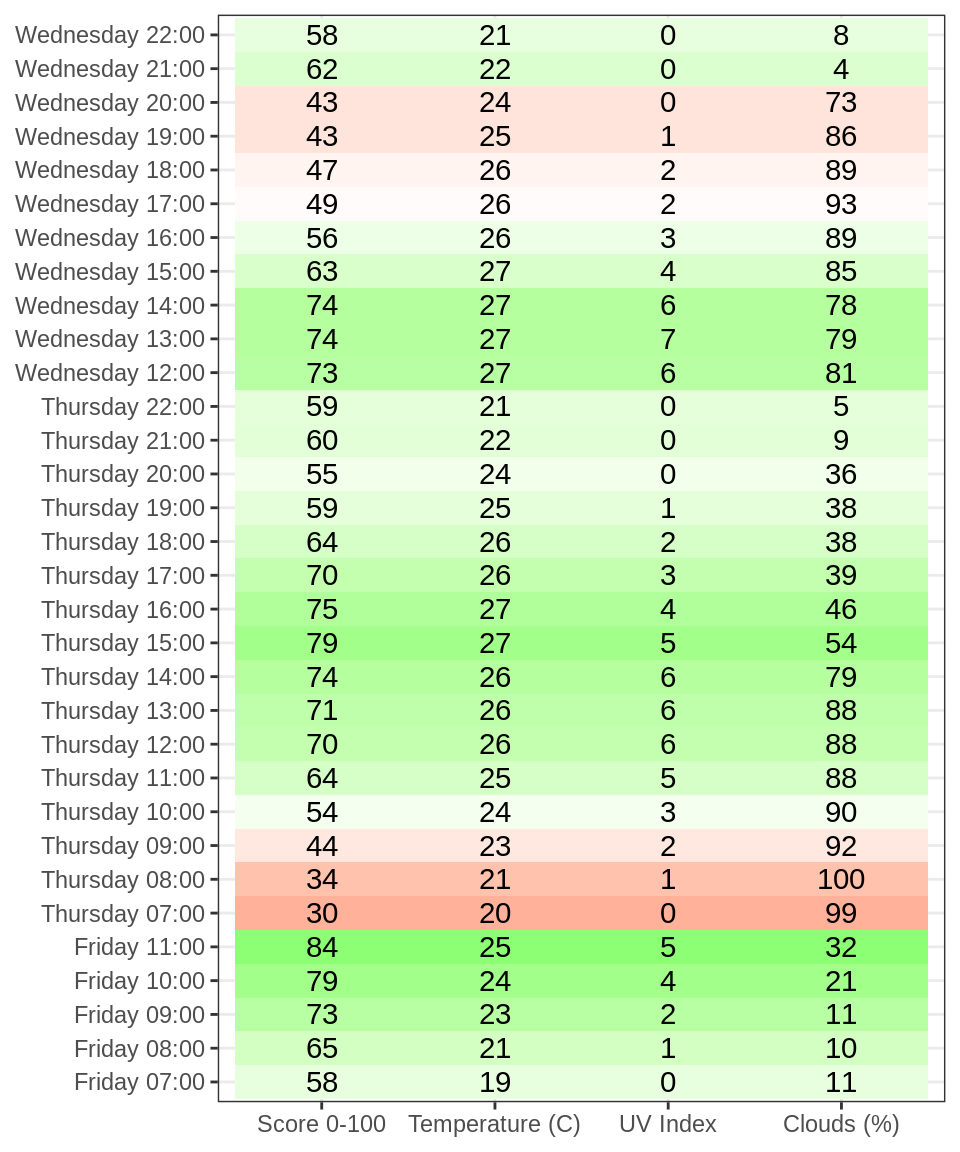 Wednesday 22:00 58 21 0 8
Wednesday 21:00 62 22 0 4
Wednesday 20:00 43 24 0 73
Wednesday 19:00 43 25 1 86
Wednesday 18:00 47 26 2 89
Wednesday 17:00 49 26 2 93
Wednesday 16:00 56 26 3 89
Wednesday 15:00 63 27 4 85
Wednesday 14:00 74 27 6 78
Wednesday 13:00 74 27 7 79
Wednesday 12:00 73 27 6 81
Thursday 22:00 59 21 0 5
Thursday 21:00 60 22 0 9
Thursday 20:00 55 24 0 36
Thursday 19:00 59 25 1 38
Thursday 18:00 64 26 2 38
Thursday 17:00 70 26 3 39
Thursday 16:00 75 27 4 46
Thursday 15:00 79 27 5 54
Thursday 14:00 74 26 6 79
Thursday 13:00 71 26 6 88
Thursday 12:00 70 26 6 88
Thursday 11:00 64 25 5 88
Thursday 10:00 54 24 3 90
Thursday 09:00 44 23 2 92
Thursday 08:00 34 21 1 100
Thursday 07:00 30 20 0 99
Friday 11:00 84 25 5 32
Friday 10:00 79 24 4 21
Friday 09:00 73 23 2 11
Friday 08:00 65 21 1 10
Friday 07:00 58 19 0 11
Score 0-100 Temperature (C) UV Index Clouds (%)